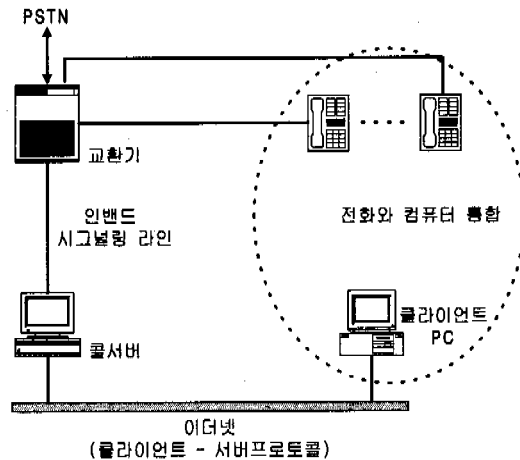 PSTN
교환기
인밴드
시그널링 라인
전화와 컴퓨터 통합
콜서버
클라이언트
PC
이더넷
(클라이언트 - 서버프로토콜)